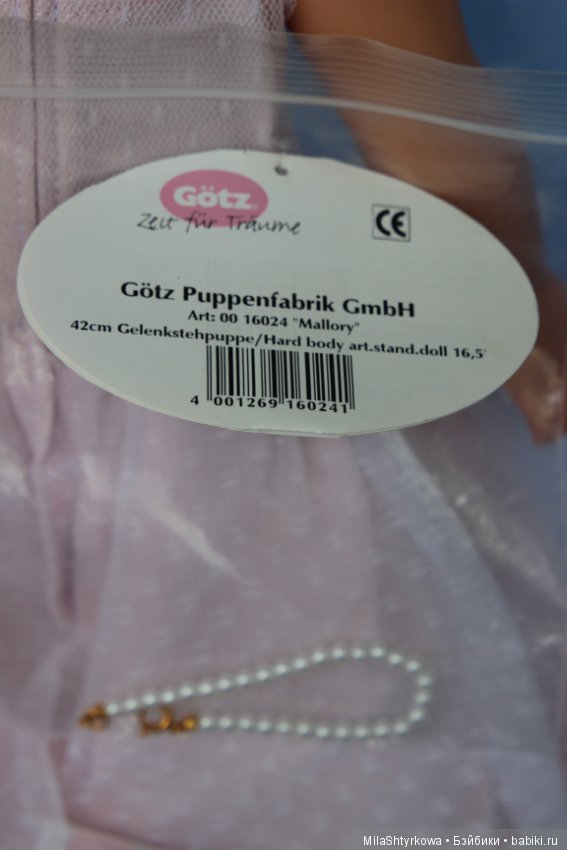 Götz
Zeit für Träume
CE
Götz Puppenfabrik GmbH
Art: 00 16024 "Mallory"
42cm Gelenkstehpuppe/Hard body art.stand.doll 16,5'
4 001269 160241
MilaShtyrkowa • Бэйбики • babiki.ru